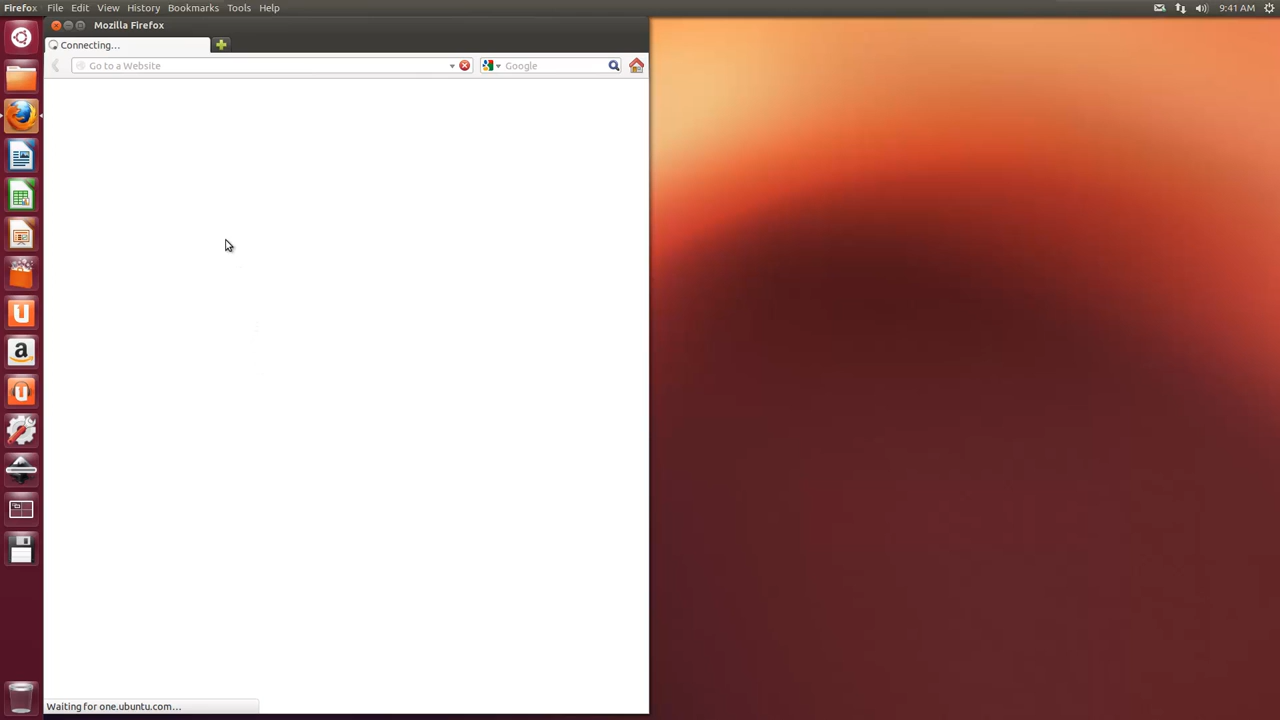 Firefox File Edit View History Bookmarks Tools Help 9:41 AM
Mozilla Firefox
Connecting...
Go to a Website Google
Waiting for one.ubuntu.com...